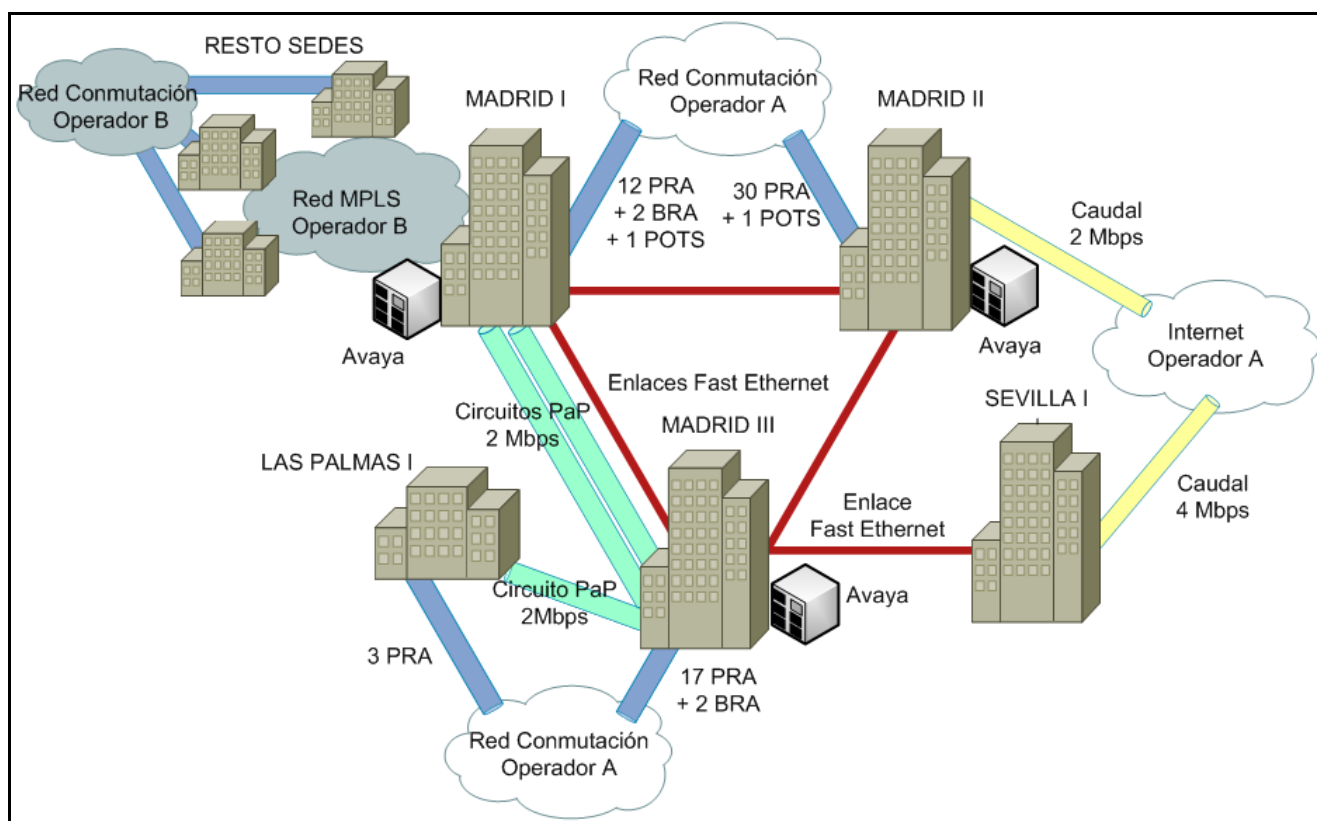 RESTO SEDES
Red Conmutación
Operador B
Red MPLS
Operador B
MADRID I
Red Conmutación
Operador A
MADRID II
12 PRA
+ 2 BRA
+ 1 POTS
30 PRA
+ 1 POTS
Caudal
2 Mbps
Avaya
Avaya
Internet
Operador A
Enlaces Fast Ethernet
Circuitos PaP
2 Mbps
MADRID III
SEVILLA I
LAS PALMAS I
Enlace
Fast Ethernet
Caudal
4 Mbps
Circuito PaP
2Mbps
Avaya
3 PRA
17 PRA
+ 2 BRA
Red Conmutación
Operador A